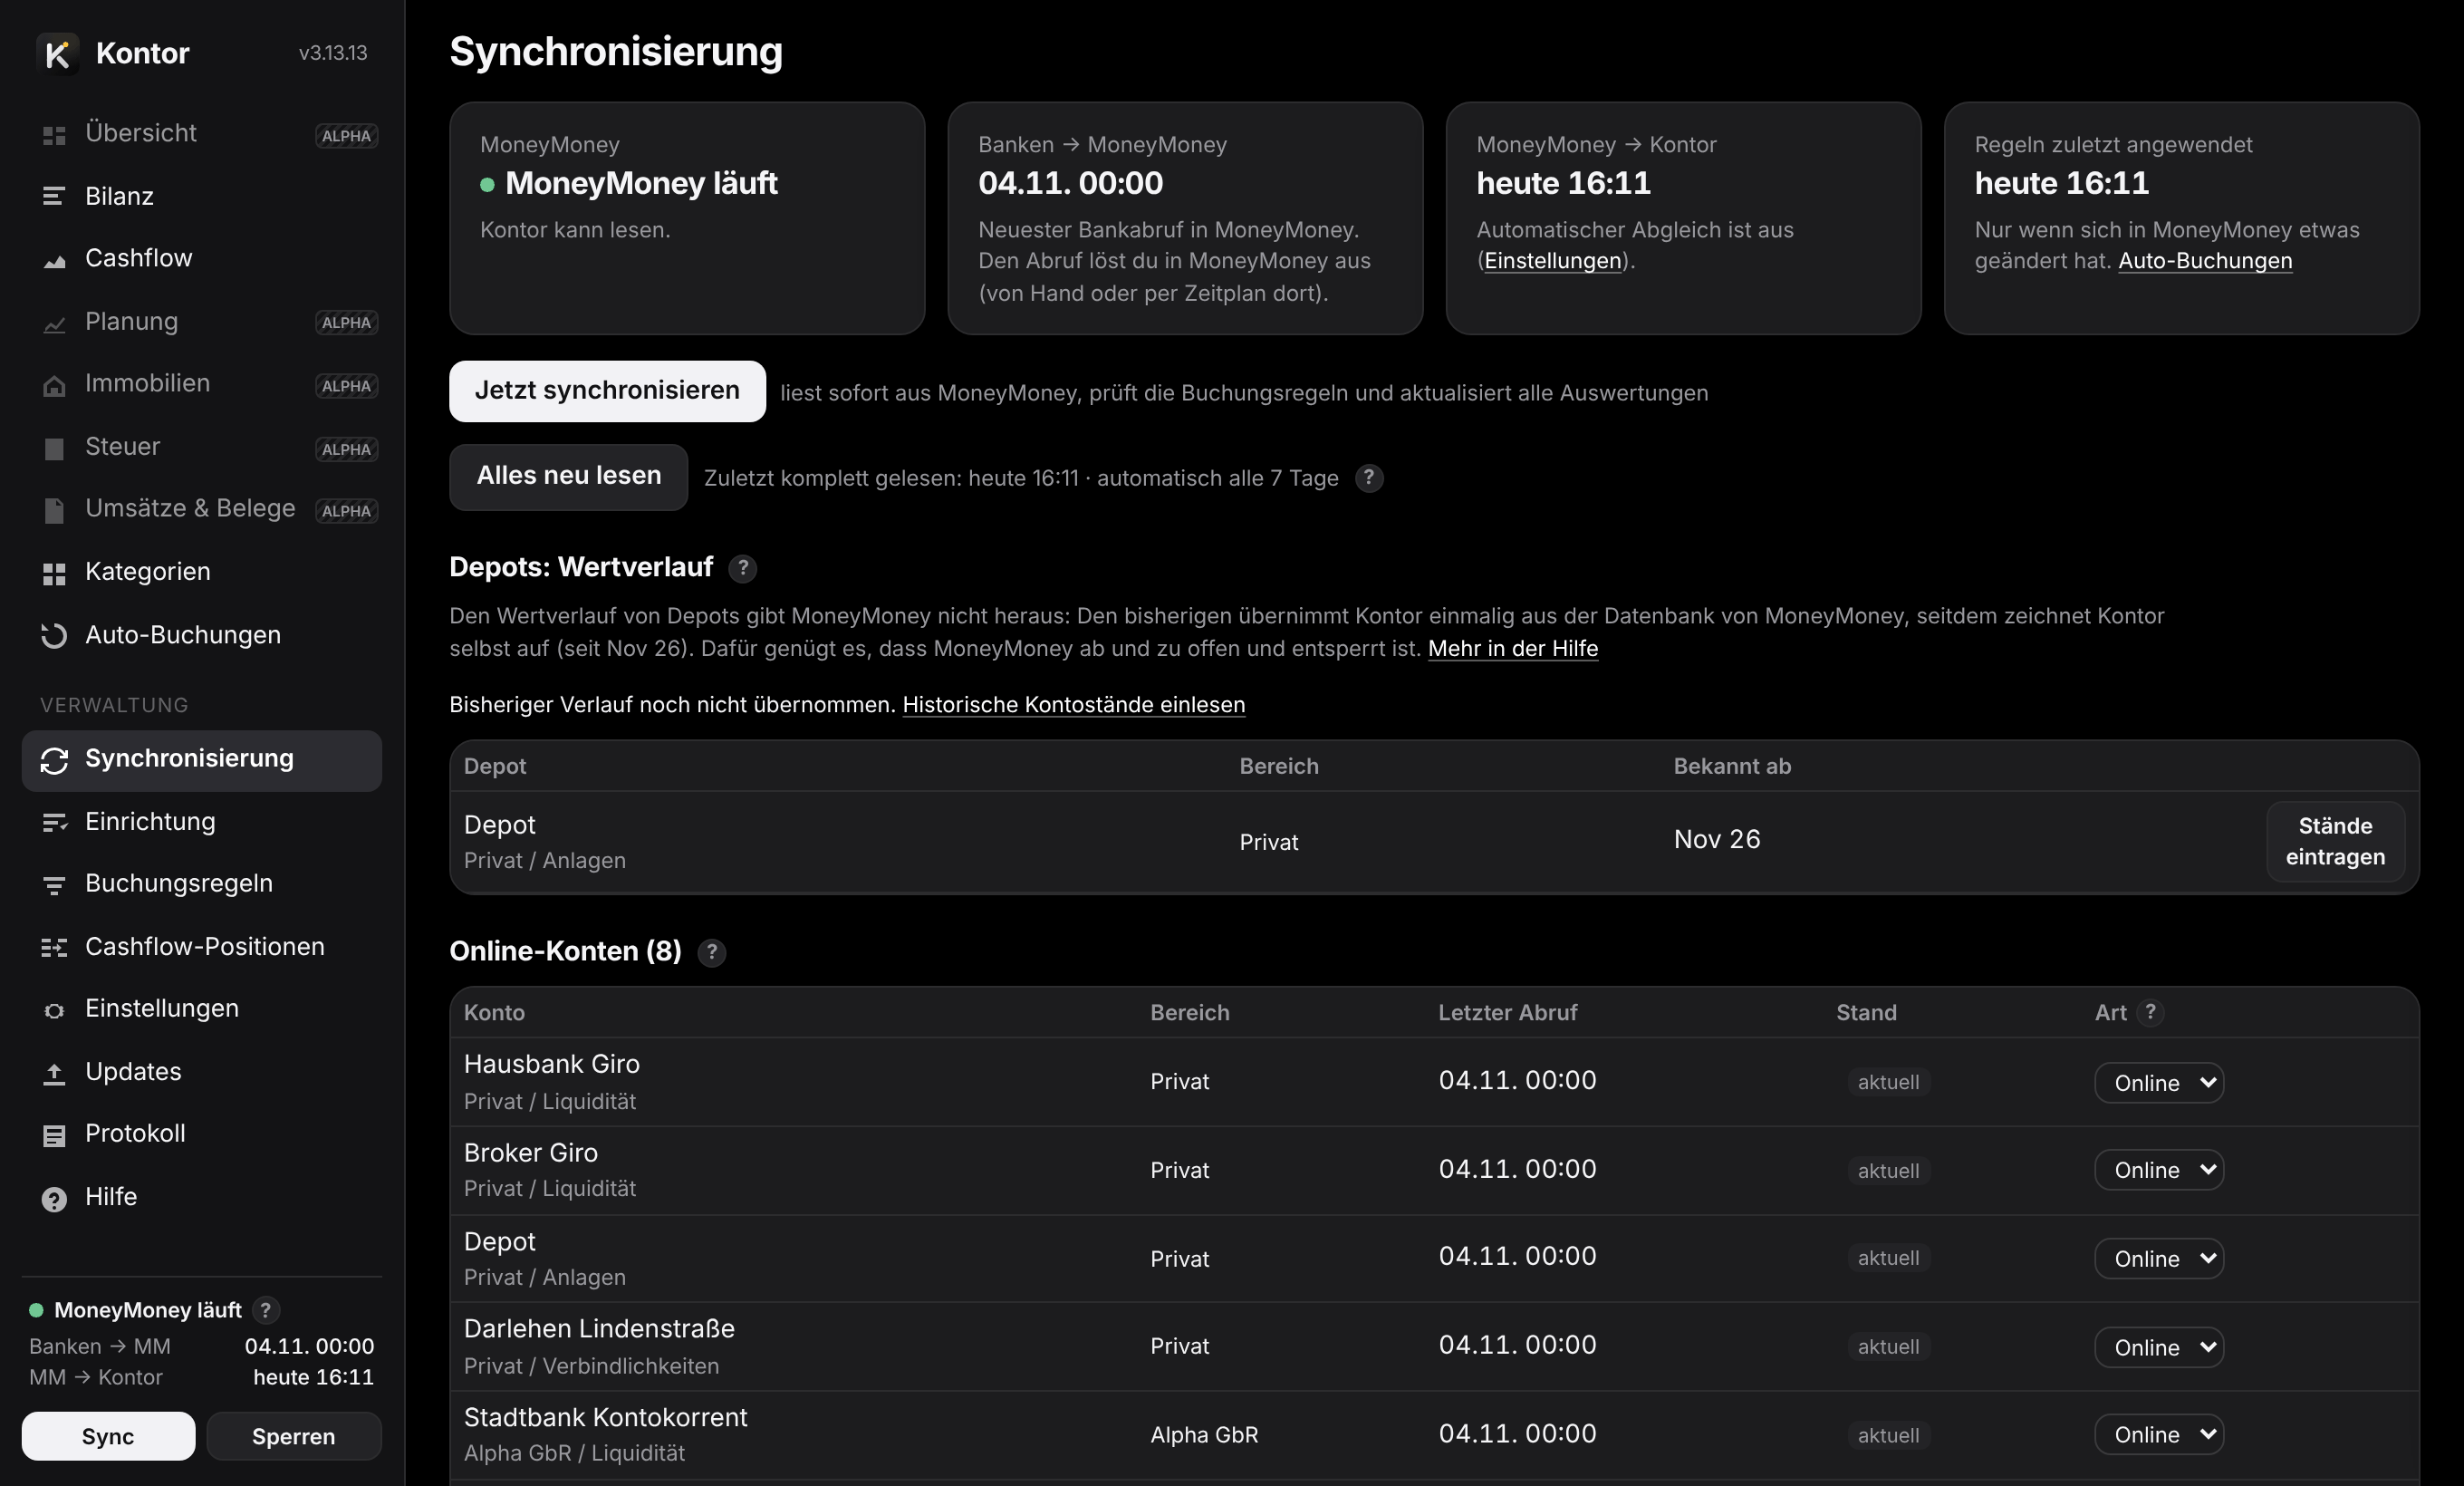 Kontor
v3.13.13
Übersicht
ALPHA
Bilanz
Cashflow
Planung
ALPHA
Immobilien
ALPHA
Steuer
ALPHA
Umsätze & Belege
ALPHA
Kategorien
Auto-Buchungen
VERWALTUNG
Synchronisierung
Einrichtung
Buchungsregeln
Cashflow-Positionen
Einstellungen
Updates
Protokoll
Hilfe
MoneyMoney läuft ?
Banken → MM 04.11. 00:00
MM → Kontor heute 16:11
Sync
Sperren
Synchronisierung
MoneyMoney
MoneyMoney läuft
Kontor kann lesen.
Banken → MoneyMoney
04.11. 00:00
Neuester Bankabruf in MoneyMoney.
Den Abruf löst du in MoneyMoney aus
(von Hand oder per Zeitplan dort).
MoneyMoney → Kontor
heute 16:11
Automatischer Abgleich ist aus
(Einstellungen).
Regeln zuletzt angewendet
heute 16:11
Nur wenn sich in MoneyMoney etwas
geändert hat. Auto-Buchungen
Jetzt synchronisieren liest sofort aus MoneyMoney, prüft die Buchungsregeln und aktualisiert alle Auswertungen
Alles neu lesen Zuletzt komplett gelesen: heute 16:11 · automatisch alle 7 Tage ?
Depots: Wertverlauf ?
Den Wertverlauf von Depots gibt MoneyMoney nicht heraus: Den bisherigen übernimmt Kontor einmalig aus der Datenbank von MoneyMoney, seitdem zeichnet Kontor
selbst auf (seit Nov 26). Dafür genügt es, dass MoneyMoney ab und zu offen und entsperrt ist. Mehr in der Hilfe
Bisheriger Verlauf noch nicht übernommen. Historische Kontostände einlesen
Depot Bereich Bekannt ab
Depot
Privat / Anlagen
Privat
Nov 26
Stände
eintragen
Online-Konten (8) ?
Konto Bereich Letzter Abruf Stand Art ?
Hausbank Giro
Privat / Liquidität
Privat 04.11. 00:00 aktuell Online
Broker Giro
Privat / Liquidität
Privat 04.11. 00:00 aktuell Online
Depot
Privat / Anlagen
Privat 04.11. 00:00 aktuell Online
Darlehen Lindenstraße
Privat / Verbindlichkeiten
Privat 04.11. 00:00 aktuell Online
Stadtbank Kontokorrent
Alpha GbR / Liquidität
Alpha GbR 04.11. 00:00 aktuell Online